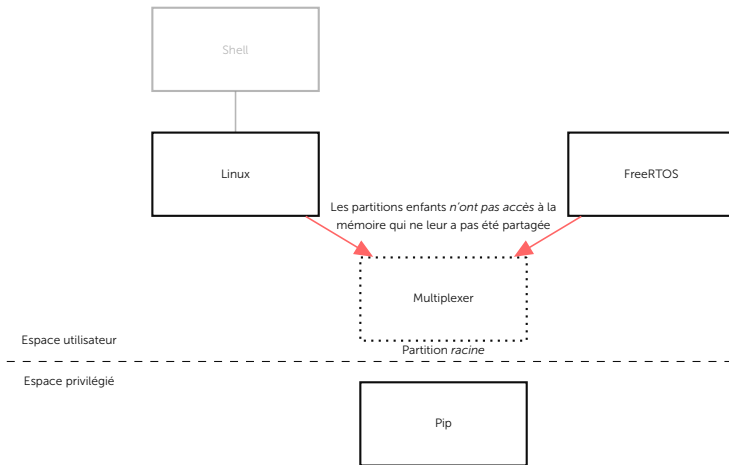 Shell
Linux
FreeRTOS
Les partitions enfants n'ont pas accès à la
mémoire qui ne leur a pas été partagée
Multiplexer
Espace utilisateur
Partition racine
Espace privilégié
Pip